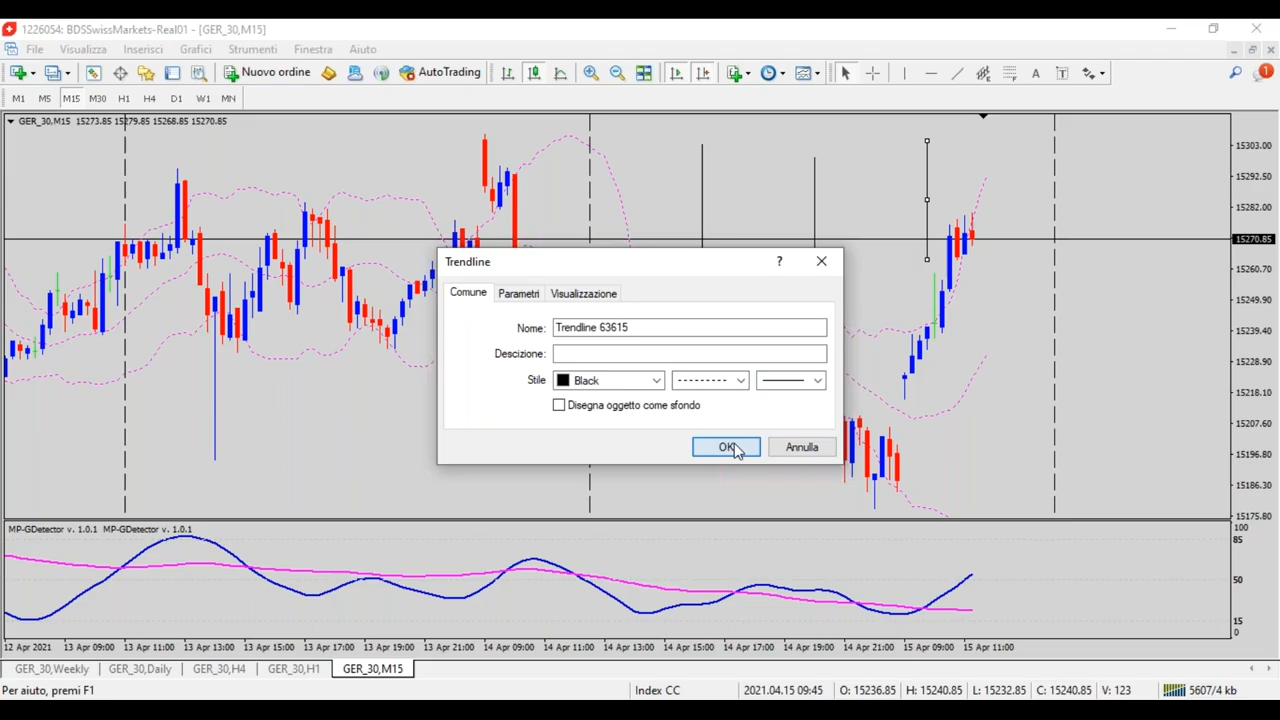 1226054: BDSSwissMarkets-Real01 - [GER_30,M15]
File Visualizza Inserisci Grafici Strumenti Finestra Aiuto
Nuovo ordine AutoTrading A T 1
M1 M5 M15 M30 H1 H4 D1 W1 MN
GER_30,M15 15273.85 15279.85 15268.85 15270.85
15303.00
15292.50
15282.00
15270.85
15260.70
15249.90
15239.40
15228.90
15218.10
15207.60
15196.80
15186.30
15175.80
Trendline ?
Comune Parametri Visualizzazione
Nome: Trendline 63615
Descizione:
Stile Black
Disegna oggetto come sfondo
OK Annulla
MP-GDetector v. 1.0.1 MP-GDetector v. 1.0.1
100
85
50
15
0
12 Apr 2021 13 Apr 09:00 13 Apr 11:00 13 Apr 13:00 13 Apr 15:00 13 Apr 17:00 13 Apr 19:00 13 Apr 21:00 14 Apr 09:00 14 Apr 11:00 14 Apr 13:00 14 Apr 15:00 14 Apr 17:00 14 Apr 19:00 14 Apr 21:00 15 Apr 09:00 15 Apr 11:00
GER_30,Weekly GER_30,Daily GER_30,H4 GER_30,H1 GER_30,M15
Per aiuto, premi F1 Index CC 2021.04.15 09:45 O: 15236.85 H: 15240.85 L: 15232.85 C: 15240.85 V: 123 5607/4 kb